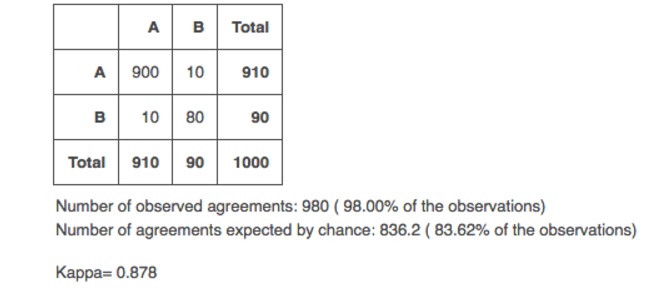 A B Total
A 900 10 910
B 10 80 90
Total 910 90 1000
Number of observed agreements: 980 ( 98.00% of the observations)
Number of agreements expected by chance: 836.2 ( 83.62% of the observations)
Kappa= 0.878